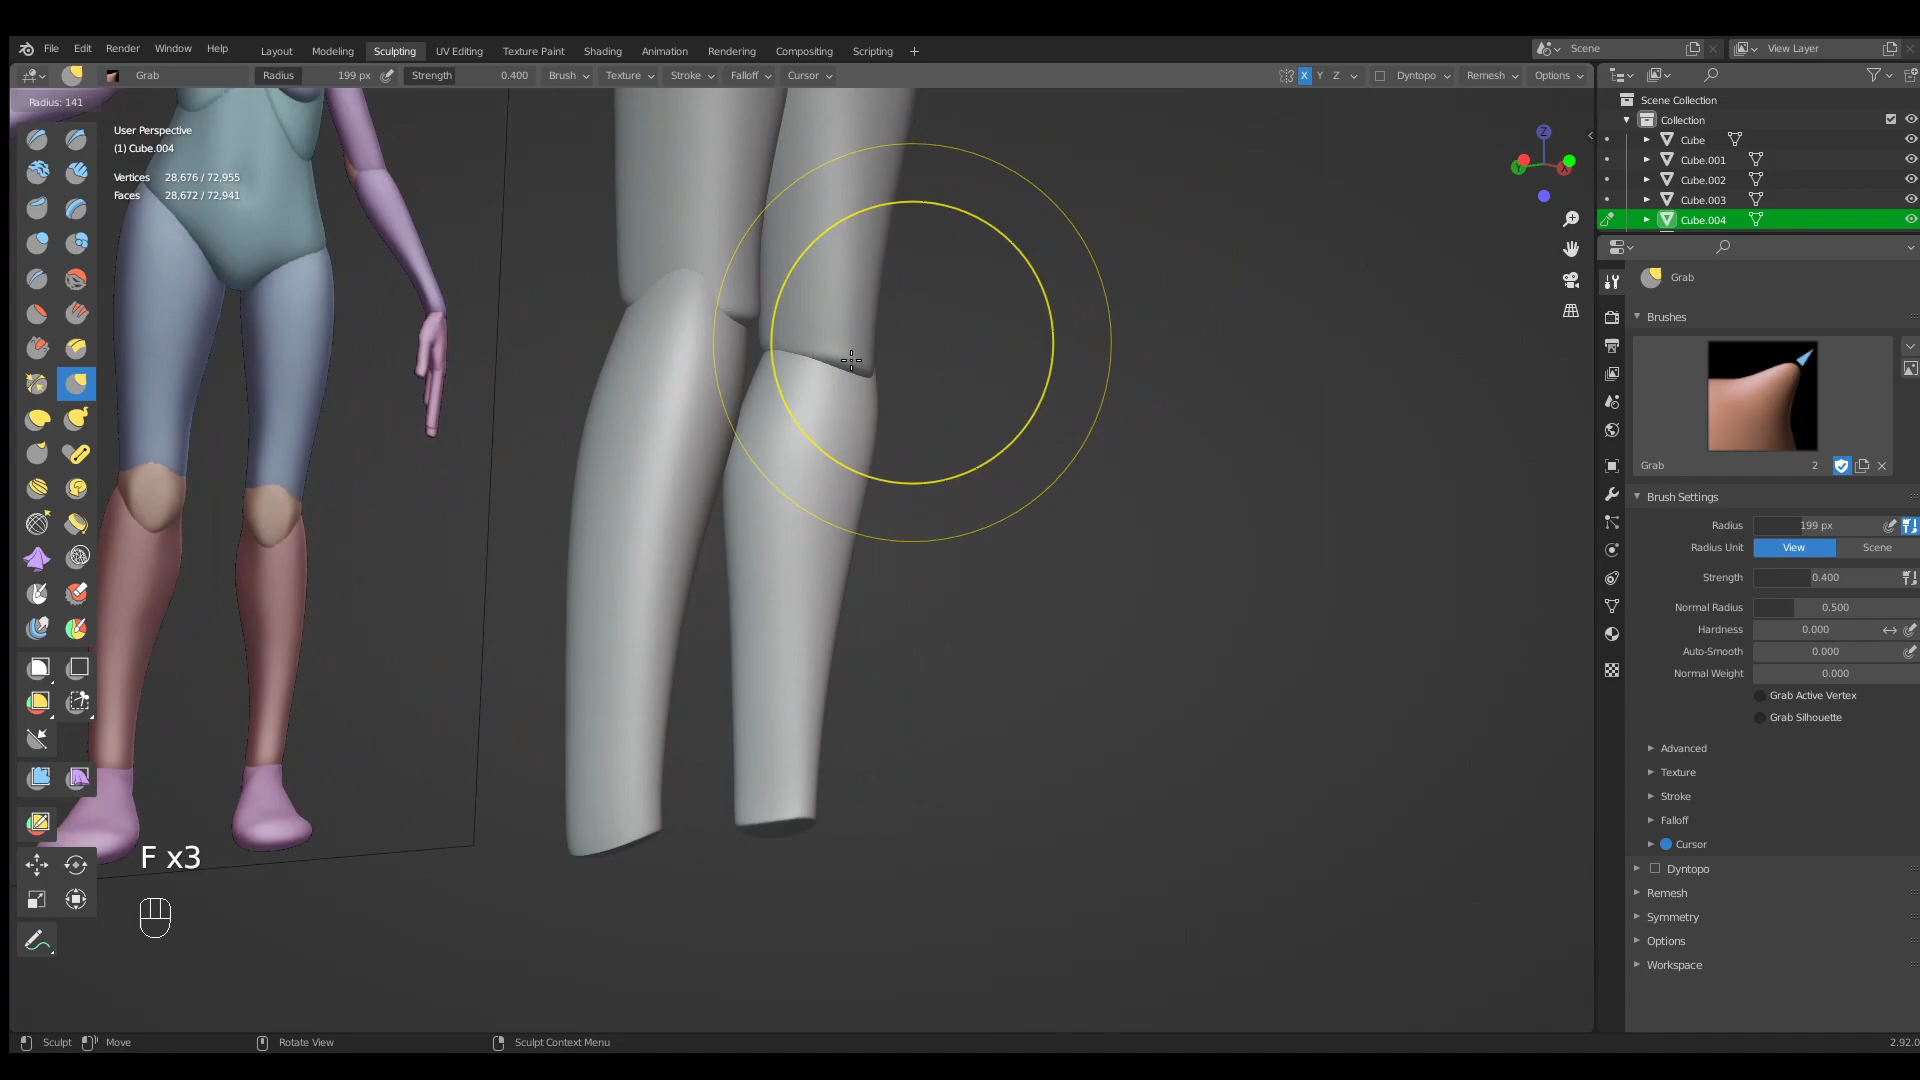 File Edit Render Window Help Layout Modeling Sculpting UV Editing Texture Paint Shading Animation Rendering Compositing Scripting + Scene View Layer
Grab Radius 199 px Strength 0.400 Brush Texture Stroke Falloff Cursor X Y Z Dyntopo Remesh Options
Radius: 141
User Perspective
(1) Cube.004
Vertices 28,676 / 72,955
Faces 28,672 / 72,941
Z
Y
X
Scene Collection
Collection
Cube
Cube.001
Cube.002
Cube.003
Cube.004
Grab
Brushes
Grab 2
Brush Settings
Radius 199 px
Radius Unit View Scene
Strength 0.400
Normal Radius 0.500
Hardness 0.000
Auto-Smooth 0.000
Normal Weight 0.000
Grab Active Vertex
Grab Silhouette
Advanced
Texture
Stroke
Falloff
Cursor
Dyntopo
Remesh
Symmetry
Options
Workspace
F x3
Sculpt Move Rotate View Sculpt Context Menu 2.92.0